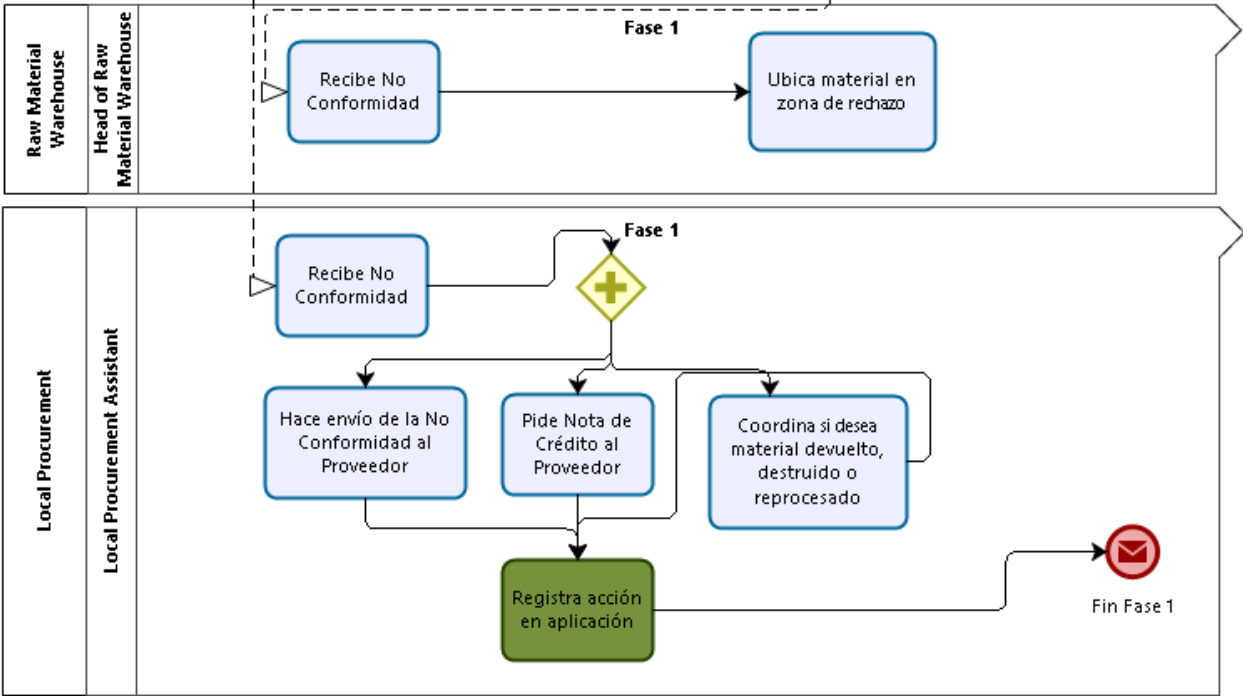 Raw Material
Warehouse
Head of Raw
Material Warehouse
Fase 1
Recibe No
Conformidad
Ubica material en
zona de rechazo
Local Procurement
Local Procurement Assistant
Fase 1
Recibe No
Conformidad
Hace envío de la No
Conformidad al
Proveedor
Pide Nota de
Crédito al
Proveedor
Coordina si desea
material devuelto,
destruido o
reprocesado
Registra acción
en aplicación
Fin Fase 1